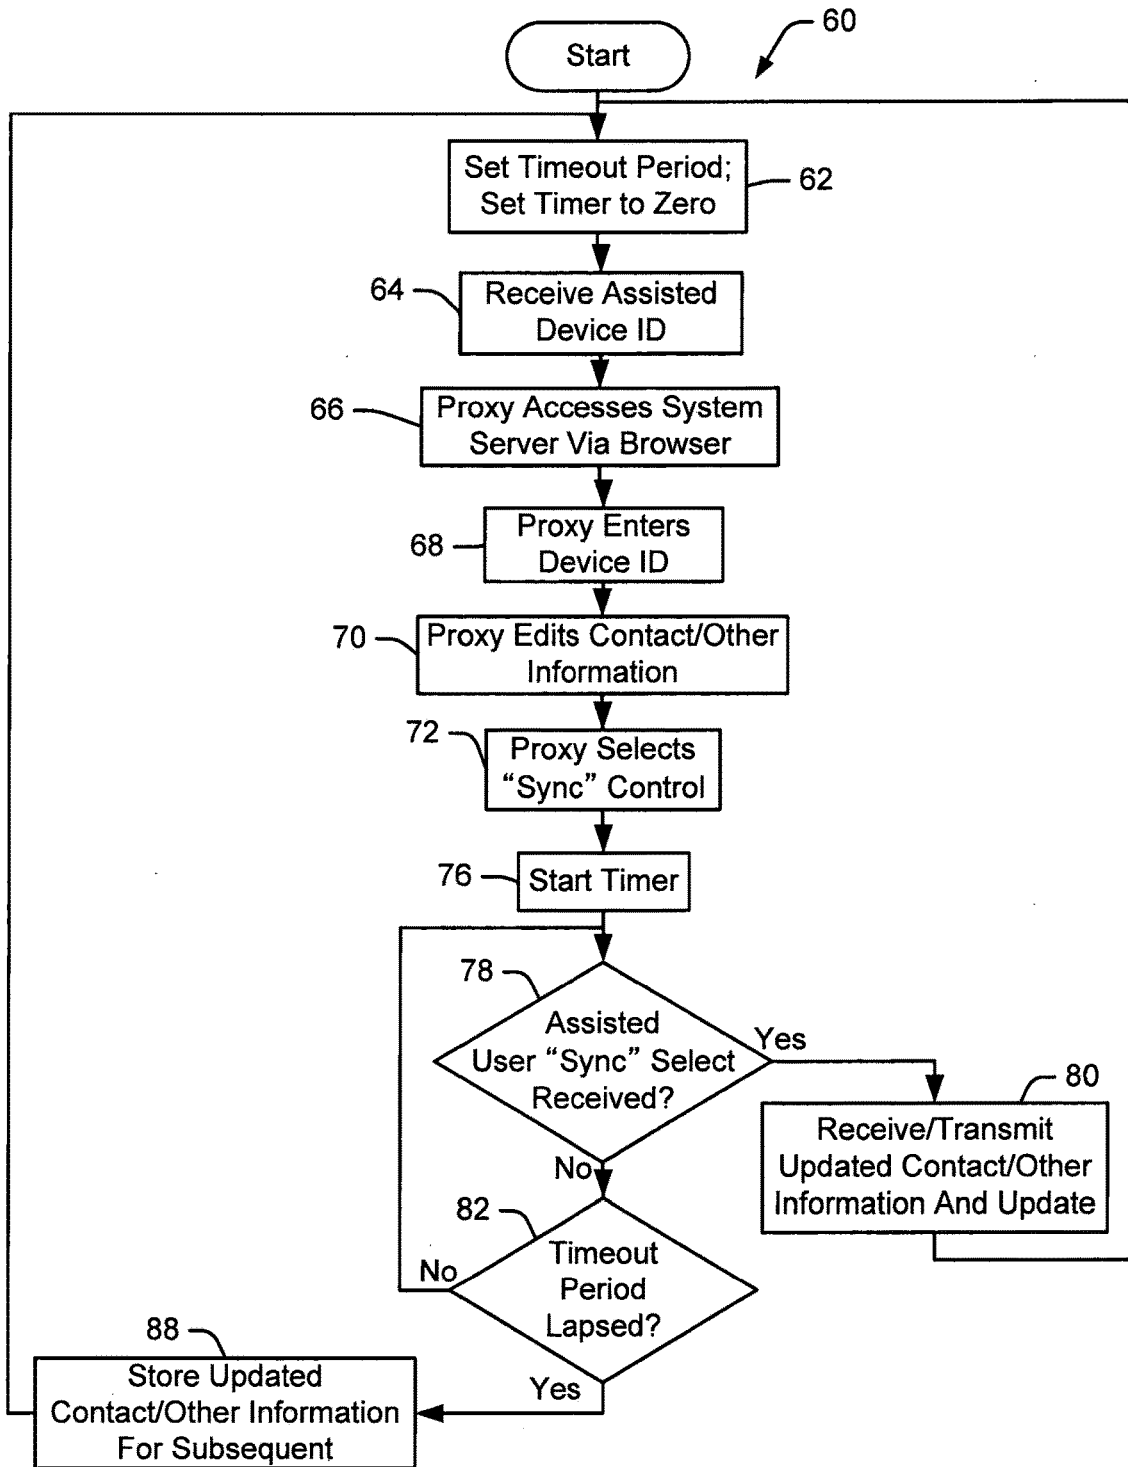 60
Start
Set Timeout Period;
Set Timer to Zero
62
64
Receive Assisted
Device ID
66
Proxy Accesses System
Server Via Browser
68
Proxy Enters
Device ID
70
Proxy Edits Contact/Other
Information
72
Proxy Selects
“Sync” Control
76
Start Timer
78
Assisted
User “Sync” Select
Received?
Yes
80
Receive/Transmit
Updated Contact/Other
Information And Update
No
82
Timeout
Period
Lapsed?
No
Yes
88
Store Updated
Contact/Other Information
For Subsequent